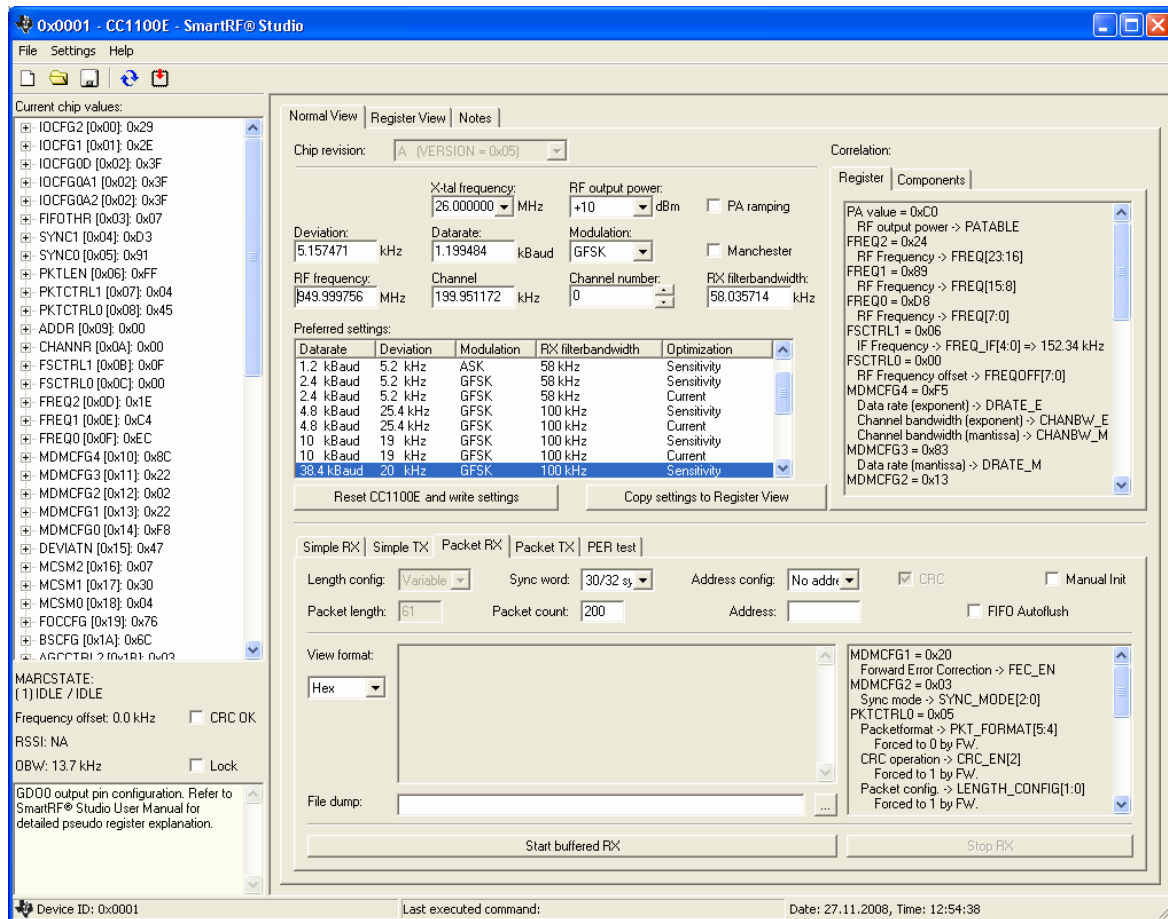 0x0001 - CC1100E - SmartRF® Studio
File Settings Help
Current chip values:
IOCFG2 [0x00]: 0x29
IOCFG1 [0x01]: 0x2E
IOCFG0D [0x02]: 0x3F
IOCFG0A1 [0x02]: 0x3F
IOCFG0A2 [0x02]: 0x3F
FIFOTHR [0x03]: 0x07
SYNC1 [0x04]: 0xD3
SYNC0 [0x05]: 0x91
PKTLEN [0x06]: 0xFF
PKTCTRL1 [0x07]: 0x04
PKTCTRL0 [0x08]: 0x45
ADDR [0x09]: 0x00
CHANNR [0x0A]: 0x00
FSCTRL1 [0x0B]: 0x0F
FSCTRL0 [0x0C]: 0x00
FREQ2 [0x0D]: 0x1E
FREQ1 [0x0E]: 0xC4
FREQ0 [0x0F]: 0xEC
MDMCFG4 [0x10]: 0x8C
MDMCFG3 [0x11]: 0x22
MDMCFG2 [0x12]: 0x02
MDMCFG1 [0x13]: 0x22
MDMCFG0 [0x14]: 0xF8
DEVIATN [0x15]: 0x47
MCSM2 [0x16]: 0x07
MCSM1 [0x17]: 0x30
MCSM0 [0x18]: 0x04
FOCCFG [0x19]: 0x76
BSCFG [0x1A]: 0x6C
AGCCTRL2 [0x1B]: 0x03
MARCSTATE:
(1) IDLE / IDLE
Frequency offset: 0.0 kHz CRC OK
RSSI: NA
OBW: 13.7 kHz Lock
GDO0 output pin configuration. Refer to
SmartRF® Studio User Manual for
detailed pseudo register explanation.
Normal View Register View Notes
Chip revision: A (VERSION = 0x05)
X-tal frequency: RF output power:
26.000000 MHz +10 dBm PA ramping
Deviation: Datarate: Modulation:
5.157471 kHz 1.199484 kBaud GFSK Manchester
RF frequency: Channel Channel number: RX filterbandwidth:
949.999756 MHz 199.951172 kHz 0 58.035714 kHz
Preferred settings:
Datarate Deviation Modulation RX filterbandwidth Optimization
1.2 kBaud 5.2 kHz ASK 58 kHz Sensitivity
2.4 kBaud 5.2 kHz GFSK 58 kHz Sensitivity
2.4 kBaud 5.2 kHz GFSK 58 kHz Current
4.8 kBaud 25.4 kHz GFSK 100 kHz Sensitivity
4.8 kBaud 25.4 kHz GFSK 100 kHz Current
10 kBaud 19 kHz GFSK 100 kHz Sensitivity
10 kBaud 19 kHz GFSK 100 kHz Current
38.4 kBaud 20 kHz GFSK 100 kHz Sensitivity
Reset CC1100E and write settings Copy settings to Register View
Correlation:
Register Components
PA value = 0xC0
RF output power -> PATABLE
FREQ2 = 0x24
RF Frequency -> FREQ[23:16]
FREQ1 = 0x89
RF Frequency -> FREQ[15:8]
FREQ0 = 0xD8
RF Frequency -> FREQ[7:0]
FSCTRL1 = 0x06
IF Frequency -> FREQ_IF[4:0] => 152.34 kHz
FSCTRL0 = 0x00
RF Frequency offset -> FREQOFF[7:0]
MDMCFG4 = 0xF5
Data rate (exponent) -> DRATE_E
Channel bandwidth (exponent) -> CHANBW_E
Channel bandwidth (mantissa) -> CHANBW_M
MDMCFG3 = 0x83
Data rate (mantissa) -> DRATE_M
MDMCFG2 = 0x13
Simple RX Simple TX Packet RX Packet TX PER test
Length config: Variable Sync word: 30/32 sy Address config: No addre CRC Manual Init
Packet length: 61 Packet count: 200 Address: FIFO Autoflush
View format:
Hex
File dump: ...
MDMCFG1 = 0x20
Forward Error Correction -> FEC_EN
MDMCFG2 = 0x03
Sync mode -> SYNC_MODE[2:0]
PKTCTRL0 = 0x05
Packetformat -> PKT_FORMAT[5:4]
Forced to 0 by FW.
CRC operation -> CRC_EN[2]
Forced to 1 by FW.
Packet config. -> LENGTH_CONFIG[1:0]
Forced to 1 by FW.
Start buffered RX Stop RX
Device ID: 0x0001 Last executed command: Date: 27.11.2008, Time: 12:54:38